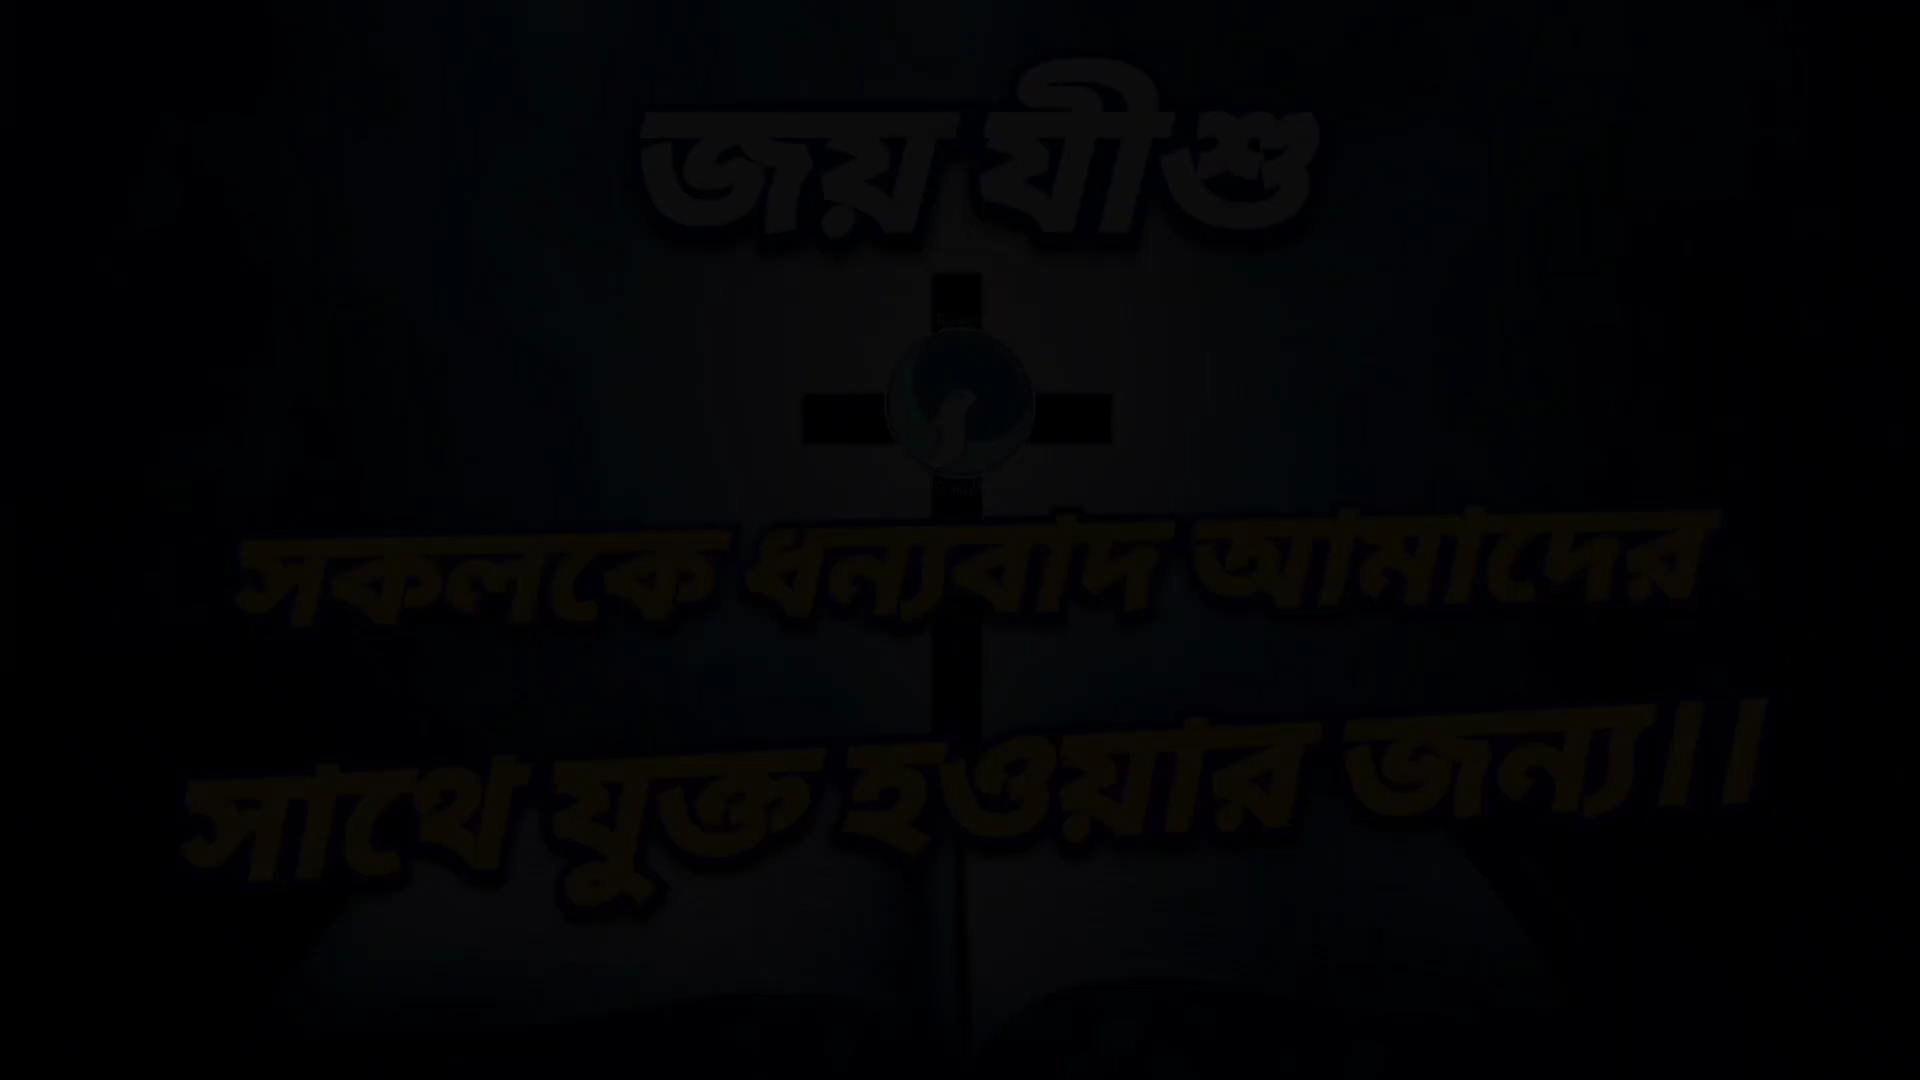 জয় যীশু
সকলকে ধন্যবাদ আমাদের
সাথে যুক্ত হওয়ার জন্য।।